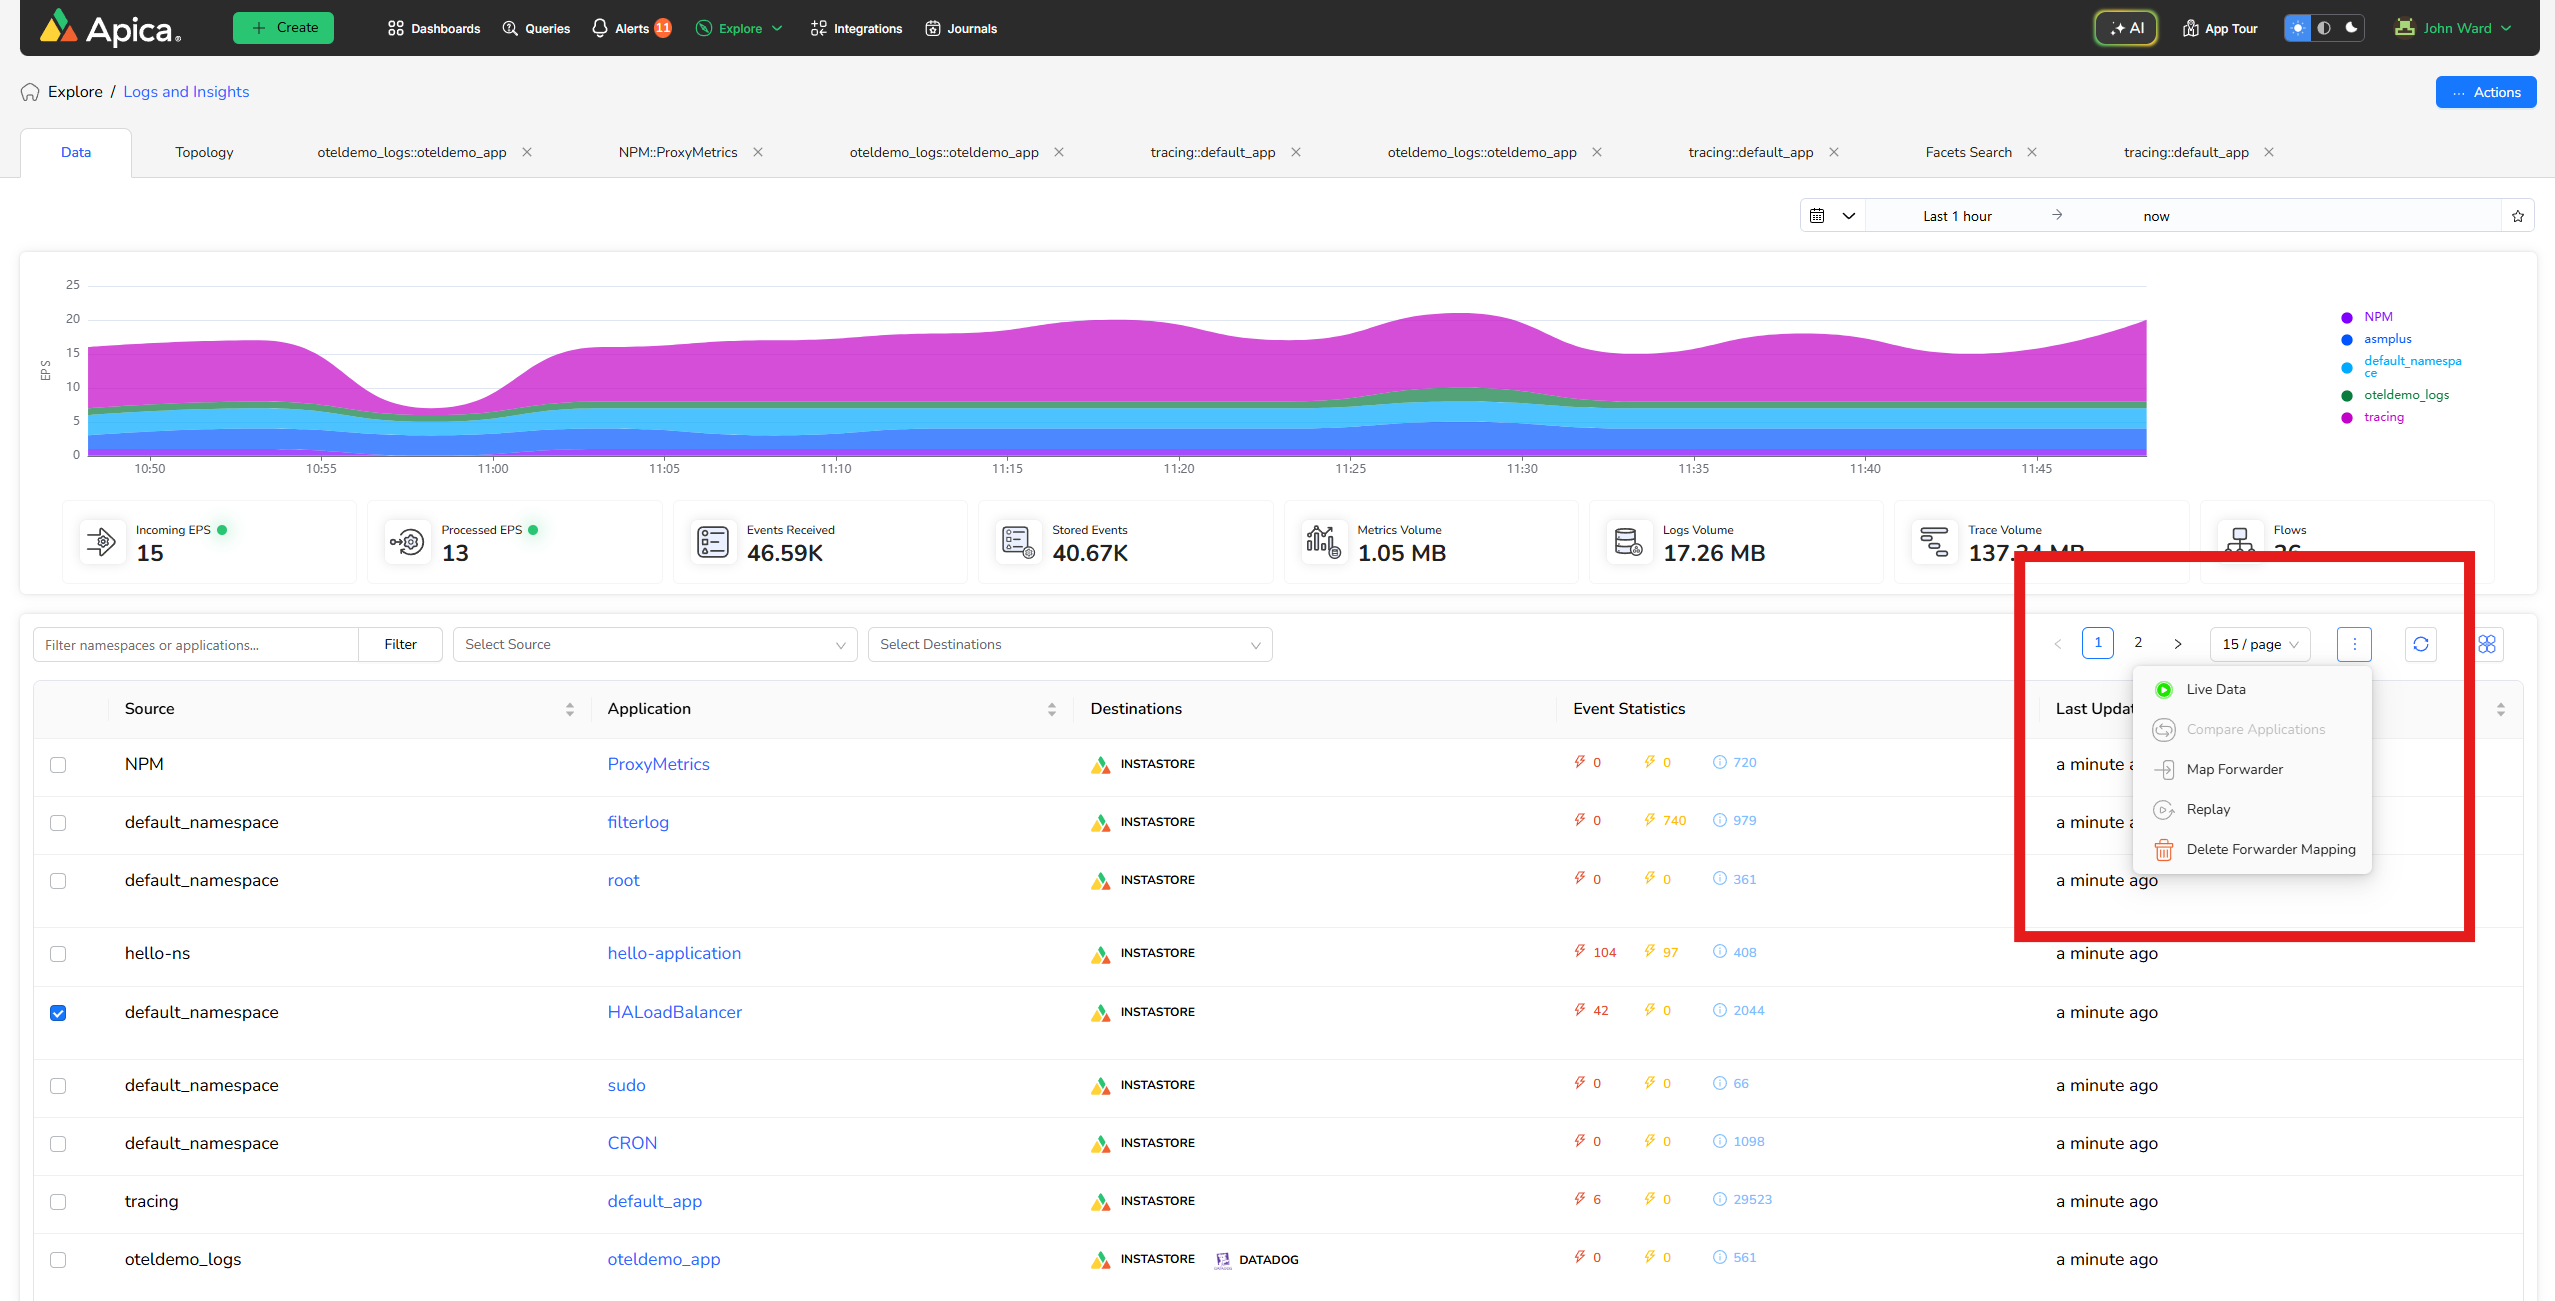 Apica
+ Create
Dashboards
Queries
Alerts 11
Explore
Integrations
Journals
AI
App Tour
John Ward
Explore / Logs and Insights
... Actions
Data
Topology
oteldemo_logs::oteldemo_app
NPM::ProxyMetrics
oteldemo_logs::oteldemo_app
tracing::default_app
oteldemo_logs::oteldemo_app
tracing::default_app
Facets Search
tracing::default_app
Last 1 hour → now
EPS
25
20
15
10
5
0
10:50 10:55 11:00 11:05 11:10 11:15 11:20 11:25 11:30 11:35 11:40 11:45
NPM
asmplus
default_namespa
ce
oteldemo_logs
tracing
Incoming EPS
15
Processed EPS
13
Events Received
46.59K
Stored Events
40.67K
Metrics Volume
1.05 MB
Logs Volume
17.26 MB
Trace Volume
Flows
Filter namespaces or applications...
Filter
Select Source
Select Destinations
< 1 2 >
15 / page
Live Data
Compare Applications
Map Forwarder
Replay
Delete Forwarder Mapping
Source Application Destinations Event Statistics Last Updat
NPM ProxyMetrics INSTASTORE 0 0 720 a minute a
default_namespace filterlog INSTASTORE 0 740 979 a minute a
default_namespace root INSTASTORE 0 0 361 a minute ago
hello-ns hello-application INSTASTORE 104 97 408 a minute ago
default_namespace HALoadBalancer INSTASTORE 42 0 2044 a minute ago
default_namespace sudo INSTASTORE 0 0 66 a minute ago
default_namespace CRON INSTASTORE 0 0 1098 a minute ago
tracing default_app INSTASTORE 6 0 29523 a minute ago
oteldemo_logs oteldemo_app INSTASTORE DATADOG 0 0 561 a minute ago